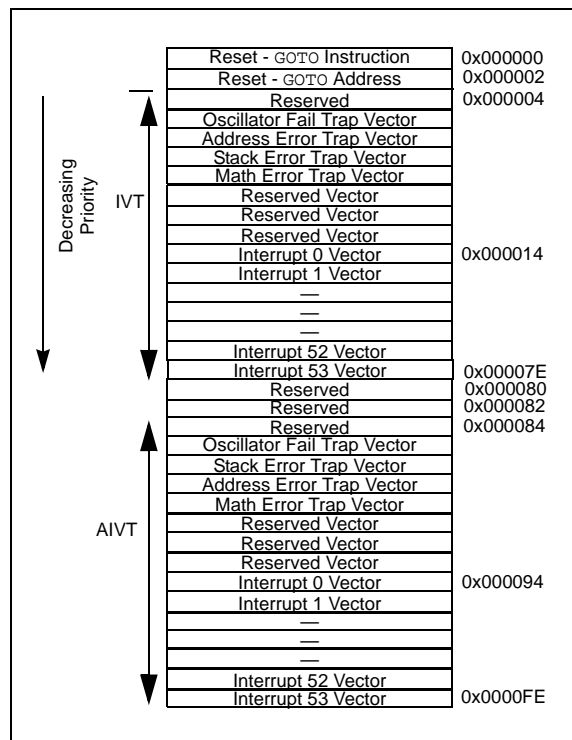 Reset - GOTO Instruction 0x000000
Reset - GOTO Address 0x000002
Reserved 0x000004
Oscillator Fail Trap Vector
Address Error Trap Vector
Stack Error Trap Vector
Math Error Trap Vector
Reserved Vector
Reserved Vector
Reserved Vector
Interrupt 0 Vector 0x000014
Interrupt 1 Vector
—
—
—
Interrupt 52 Vector
Interrupt 53 Vector 0x00007E
Decreasing
Priority
IVT
Reserved 0x000080
Reserved 0x000082
Reserved 0x000084
Oscillator Fail Trap Vector
Stack Error Trap Vector
Address Error Trap Vector
Math Error Trap Vector
Reserved Vector
Reserved Vector
Reserved Vector
Interrupt 0 Vector 0x000094
Interrupt 1 Vector
—
—
—
Interrupt 52 Vector
Interrupt 53 Vector 0x0000FE
AIVT